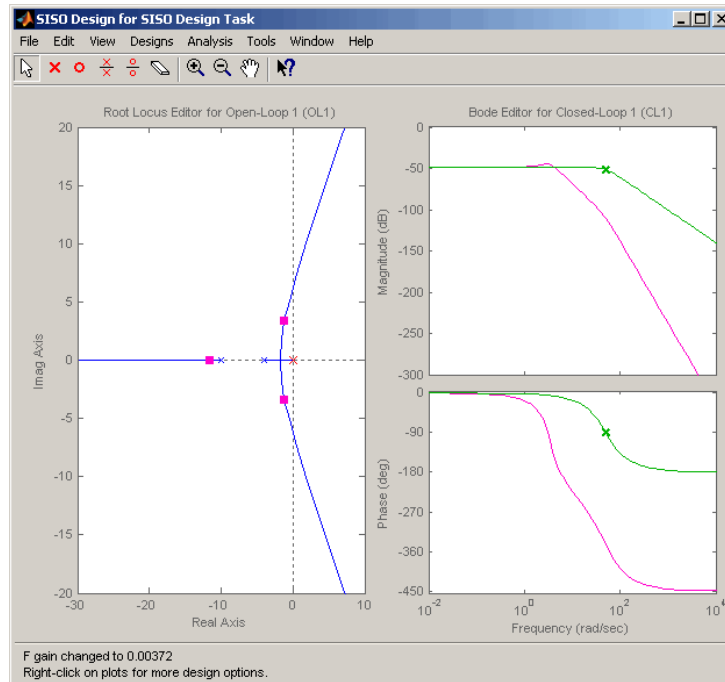 SISO Design for SISO Design Task
File Edit View Designs Analysis Tools Window Help
Root Locus Editor for Open-Loop 1 (OL1)
20
15
10
5
0
-5
-10
-15
-20
Imag Axis
-30 -20 -10 0 10
Real Axis
Bode Editor for Closed-Loop 1 (CL1)
0
-50
-100
-150
-200
-250
-300
Magnitude (dB)
0
-90
-180
-270
-360
-450
Phase (deg)
10^-2 10^0 10^2
Frequency (rad/sec)
F gain changed to 0.00372
Right-click on plots for more design options.